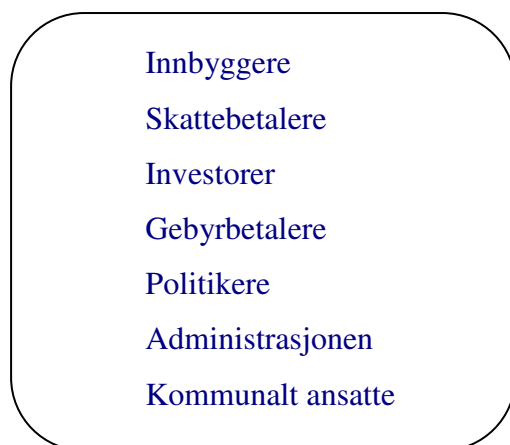 Innbyggere
Skattebetalere
Investorer
Gebyrbetalere
Politikere
Administrasjonen
Kommunalt ansatte